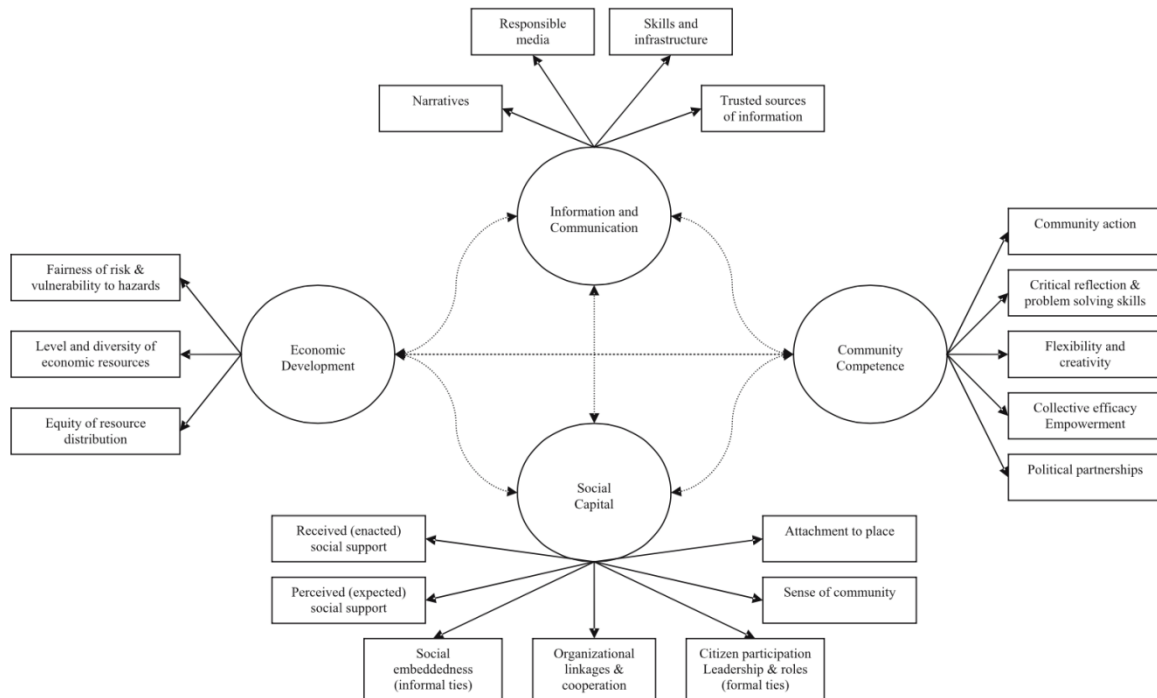 Responsible
media
Skills and
infrastructure
Narratives
Trusted sources
of information
Information and
Communication
Community action
Fairness of risk &
vulnerability to hazards
Critical reflection &
problem solving skills
Level and diversity of
economic resources
Economic
Development
Community
Competence
Flexibility and
creativity
Equity of resource
distribution
Collective efficacy
Empowerment
Political partnerships
Social
Capital
Received (enacted)
social support
Attachment to place
Perceived (expected)
social support
Sense of community
Social
embeddedness
(informal ties)
Organizational
linkages &
cooperation
Citizen participation
Leadership & roles
(formal ties)